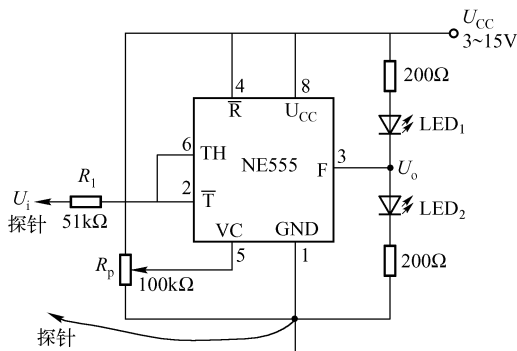 U_CC
3~15V
4
8
200Ω
R̅
U_CC
LED₁
6
TH
NE555
3
F
U_o
R₁
2
T̅
U_i
LED₂
探针
51kΩ
VC
GND
5
1
R_p
100kΩ
200Ω
探针